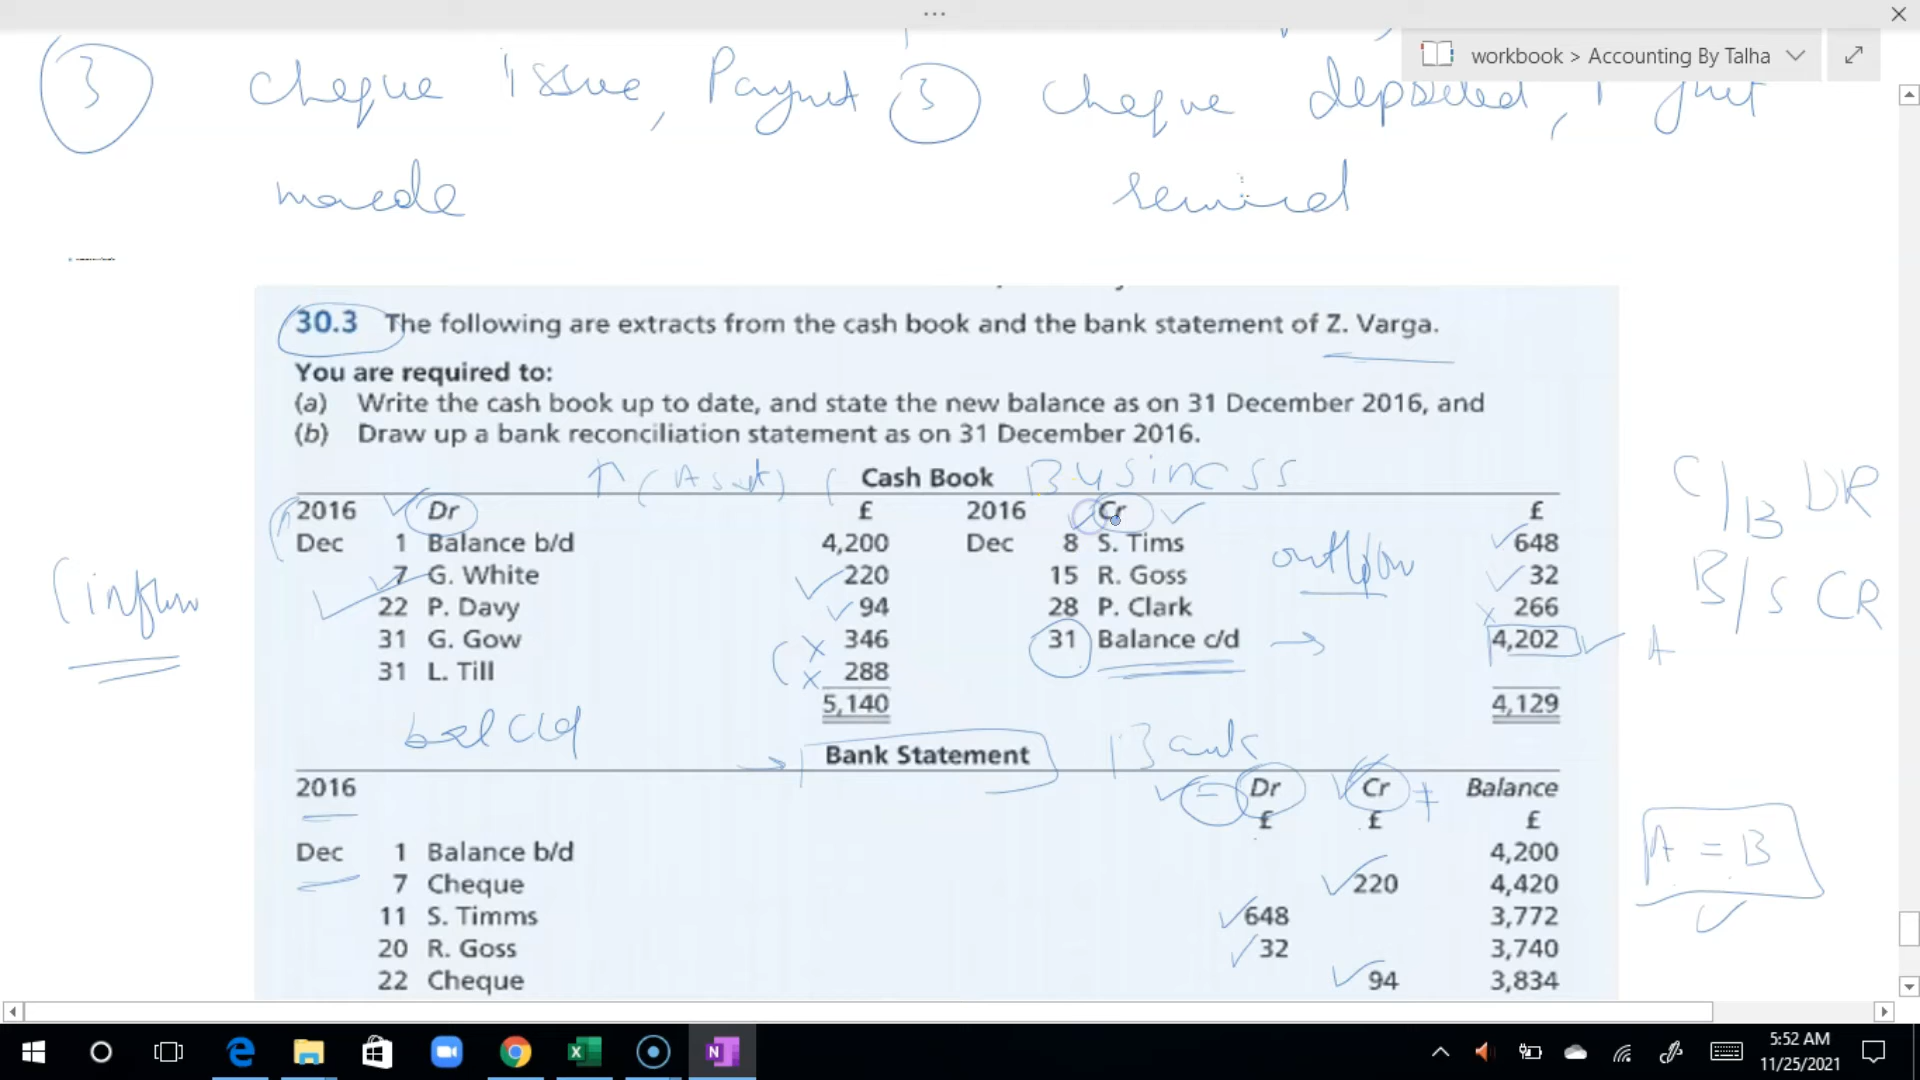 ...
workbook > Accounting By Talha
3 cheque issue, Payment made
3 cheque deposited,
30.3 The following are extracts from the cash book and the bank statement of Z. Varga.
You are required to:
(a) Write the cash book up to date, and state the new balance as on 31 December 2016, and
(b) Draw up a bank reconciliation statement as on 31 December 2016.
↑ (Asset) ( Cash Book BUSINESS
2016 Dr £ 2016 Cr £
Dec 1 Balance b/d 4,200 Dec 8 S. Tims 648
7 G. White 220 15 R. Goss 32
22 P. Davy 94 28 P. Clark 266
31 G. Gow 346 31 Balance c/d → 4,202 A
31 L. Till 288
5,140 4,129
inflow
outflow
C/B DR
B/S CR
bal c/d
Bank Statement Bank
2016 - Dr Cr + Balance
£ £ £
Dec 1 Balance b/d 4,200
7 Cheque 220 4,420
11 S. Timms 648 3,772
20 R. Goss 32 3,740
22 Cheque 94 3,834
A = B
5:52 AM
11/25/2021